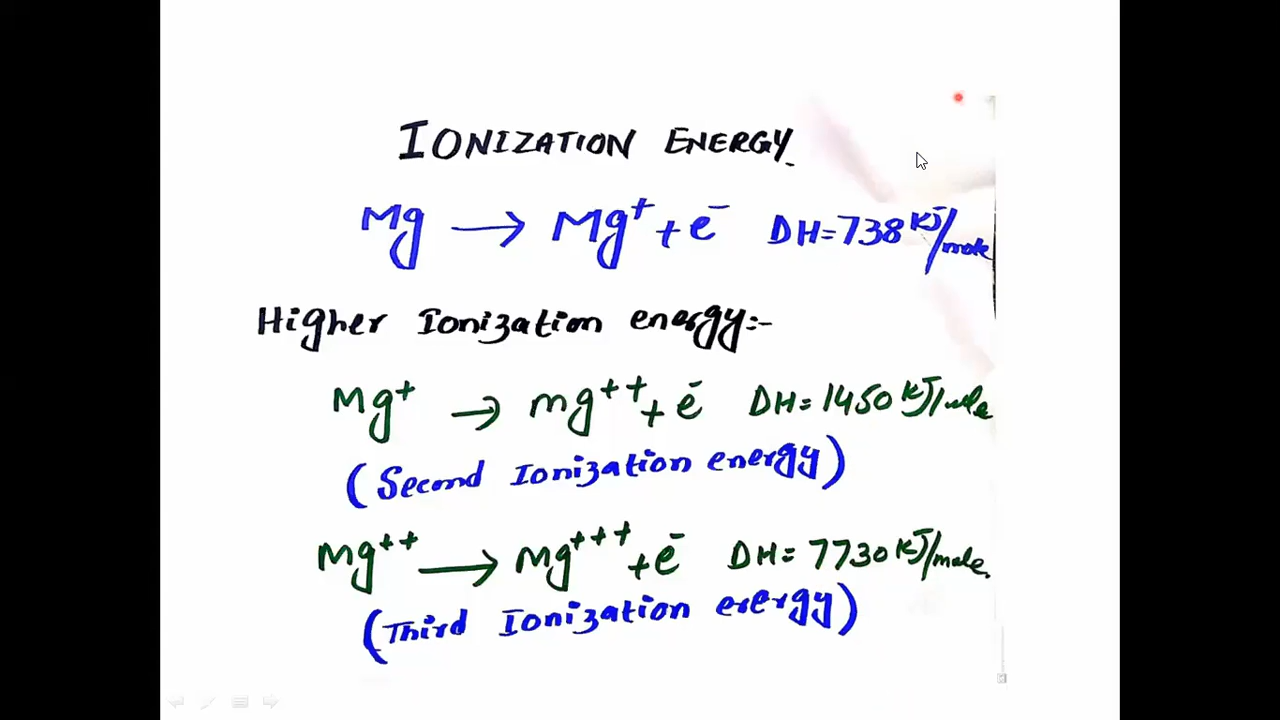 IONIZATION ENERGY
Mg → Mg⁺ + e⁻ DH=738 KJ/mole
Higher Ionization energy:-
Mg⁺ → mg⁺⁺ + e⁻ DH= 1450 KJ/mole
(Second Ionization energy)
Mg⁺⁺ → Mg⁺⁺⁺ + e⁻ DH= 7730 KJ/mole.
(Third Ionization energy)